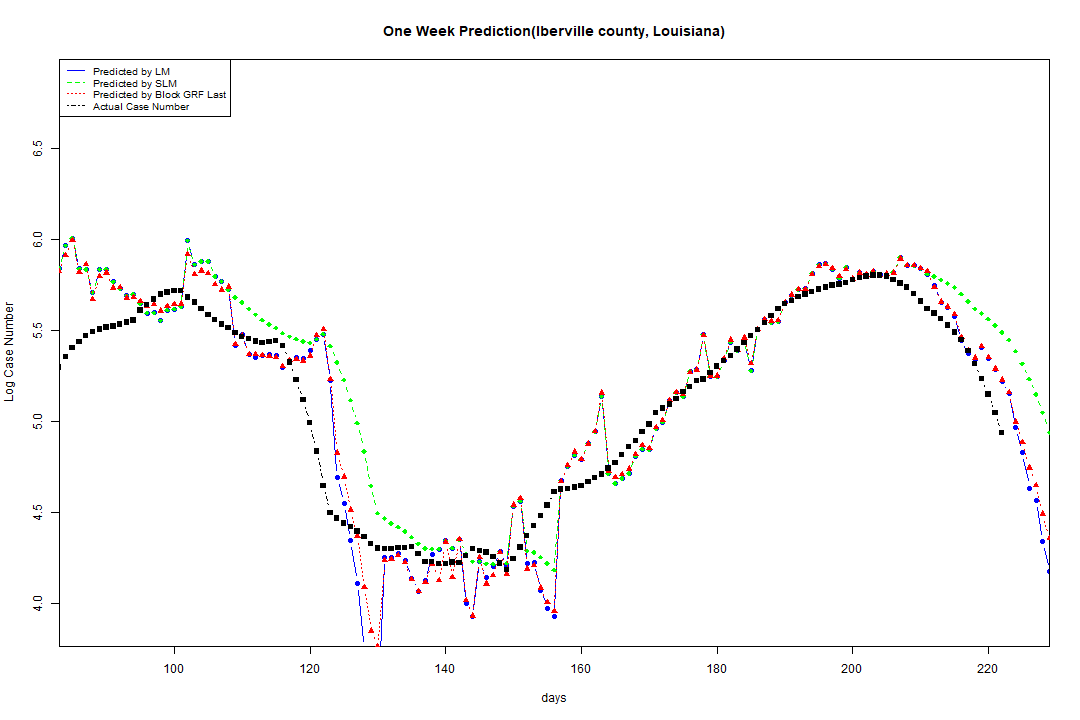 One Week Prediction(Iberville county, Louisiana)
Predicted by LM
Predicted by SLM
Predicted by Block GRF Last
Actual Case Number
6.5
6.0
5.5
5.0
4.5
4.0
Log Case Number
100 120 140 160 180 200 220
days